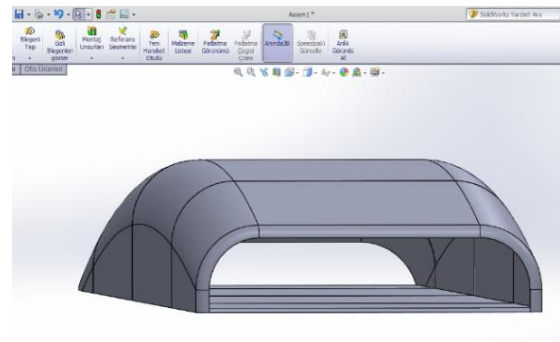 Assem1 *
SolidWorks Yardım'ı Ara
Bileşeni Taşı
Gizli Bileşenleri göster
Montaj Unsurları
Referans Geometrisi
Yeni Hareket Etüdü
Malzeme Listesi
Patlatma Görünümü
Patlatma Çizgisi Çizimi
Anında3B
Speedpak'ı Güncelle
Anlık Görüntü Al
Ofis Ürünleri